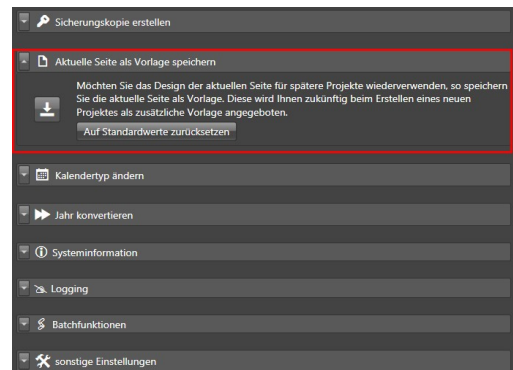 Sicherungskopie erstellen
Aktuelle Seite als Vorlage speichern
Möchten Sie das Design der aktuellen Seite für spätere Projekte wiederverwenden, so speichern
Sie die aktuelle Seite als Vorlage. Diese wird Ihnen zukünftig beim Erstellen eines neuen
Projektes als zusätzliche Vorlage angegeboten.
Auf Standardwerte zurücksetzen
Kalendertyp ändern
Jahr konvertieren
Systeminformation
Logging
Batchfunktionen
sonstige Einstellungen